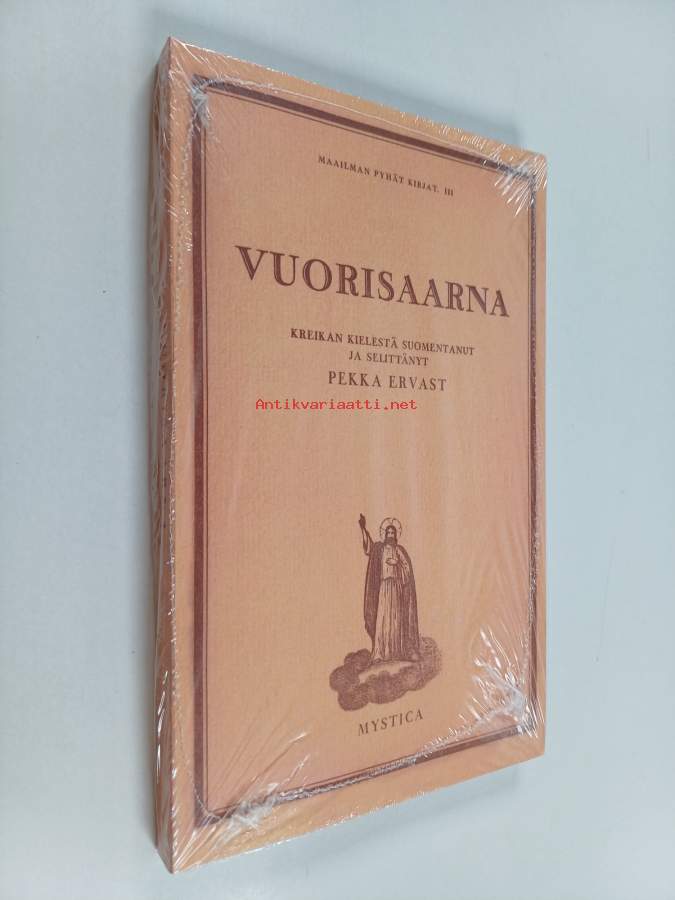 MAAILMAN PYHÄT KIRJAT. III
VUORISAARNA
KREIKAN KIELESTÄ SUOMENTANUT
JA SELITTÄNYT
PEKKA ERVAST
Antikvariaatti.net
MYSTICA